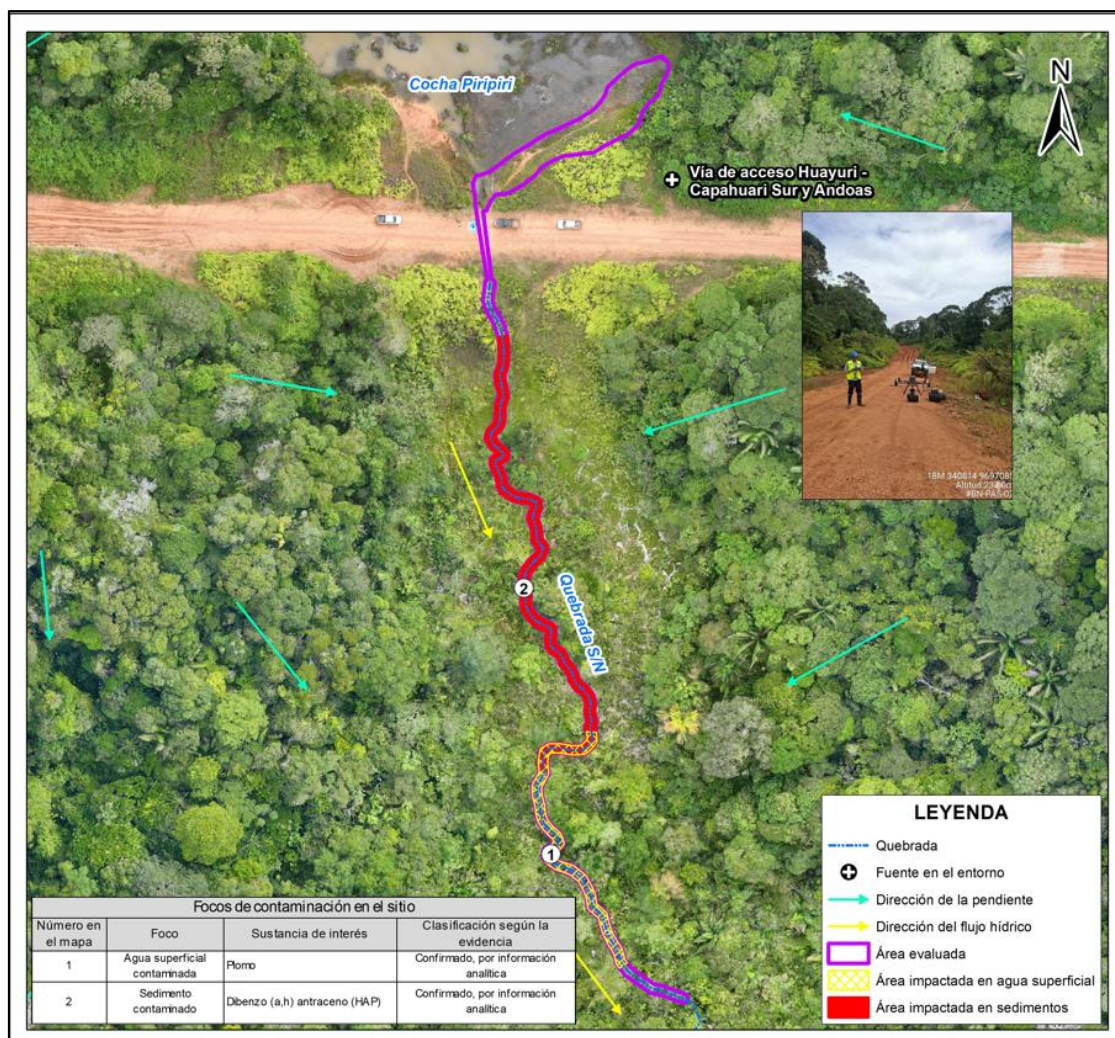 Cocha Piripiri
N
Vía de acceso Huayuri -
Capahuari Sur y Andoas
Altitud
2
Quebrada S/N
1
LEYENDA
Quebrada
Fuente en el entorno
Dirección de la pendiente
Dirección del flujo hídrico
Área evaluada
Área impactada en agua superficial
Área impactada en sedimentos
Focos de contaminación en el sitio
Número en el mapa
Foco
Sustancia de interés
Clasificación según la evidencia
1
Agua superficial contaminada
Plomo
Confirmado, por información analítica
2
Sedimento contaminado
Dibenzo (a,h) antraceno (HAP)
Confirmado, por información analítica